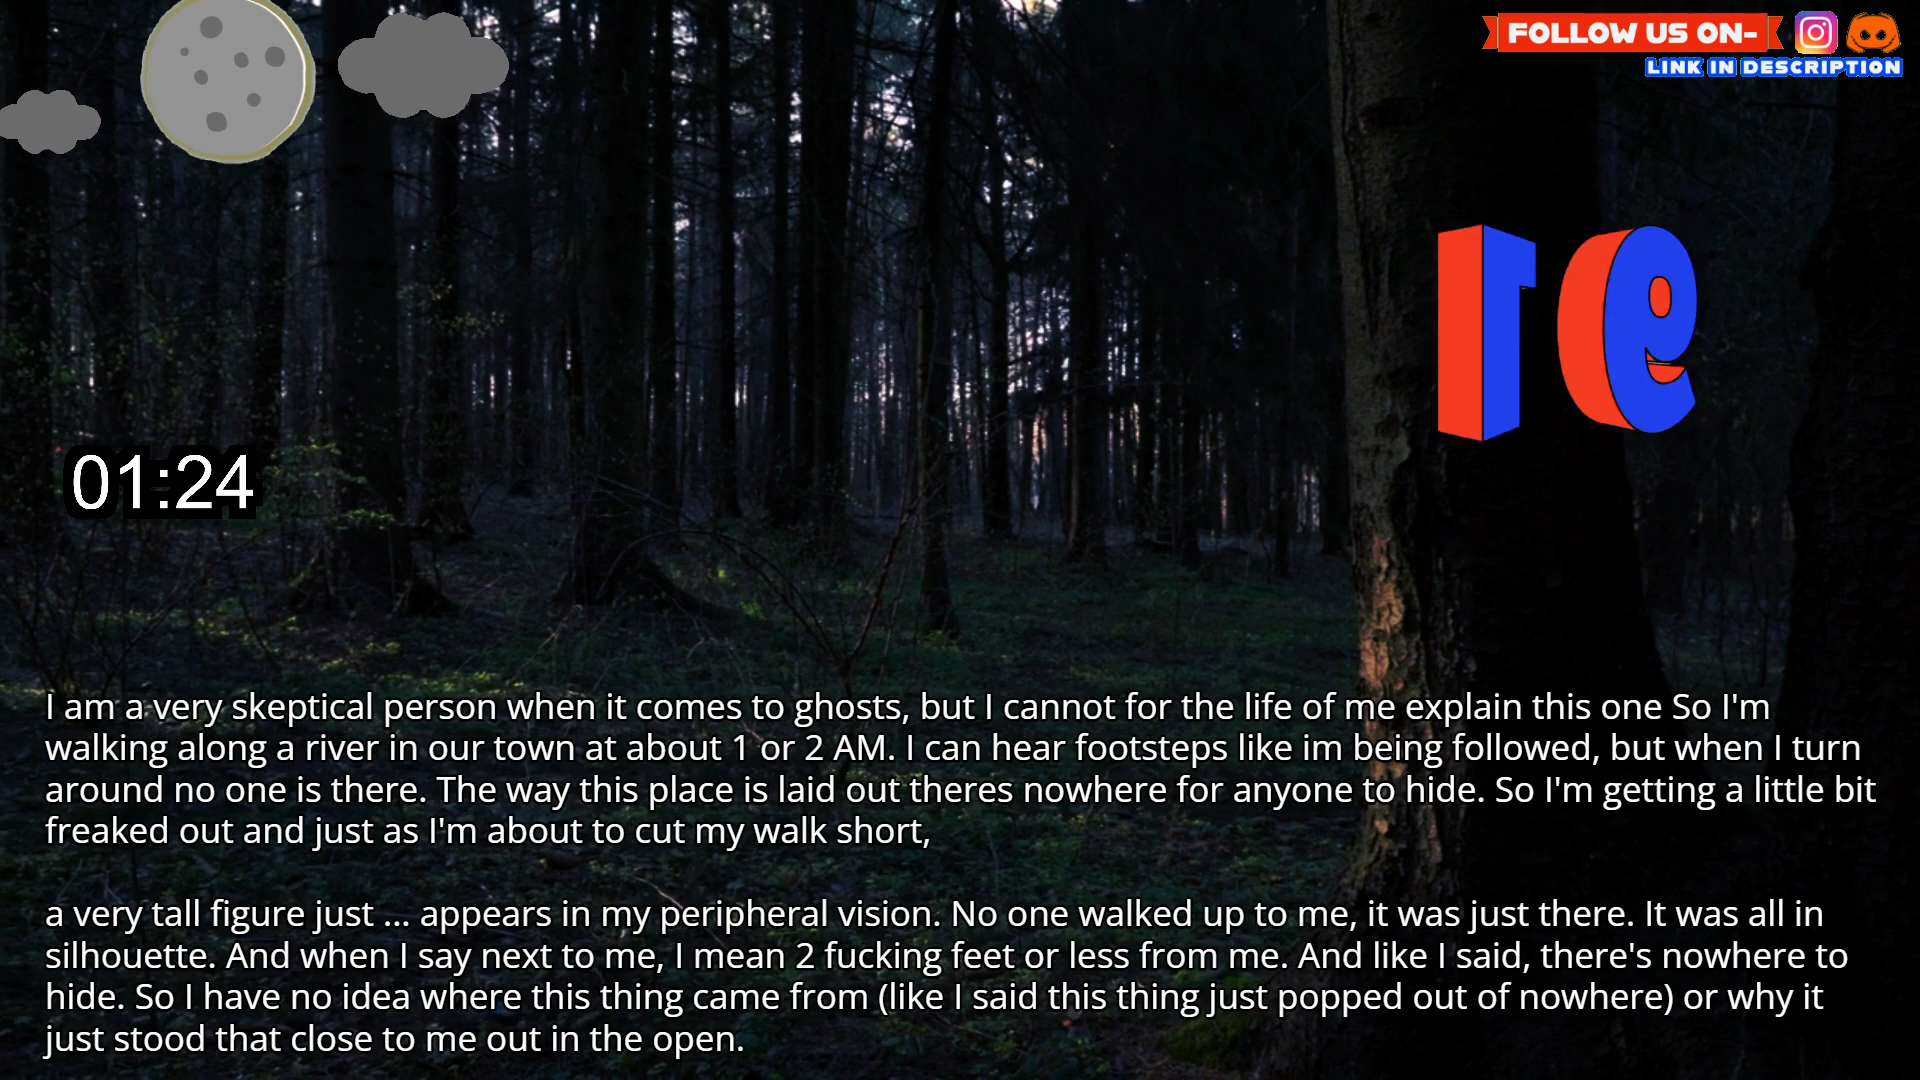 FOLLOW US ON-
LINK IN DESCRIPTION
01:24
I am a very skeptical person when it comes to ghosts, but I cannot for the life of me explain this one So I'm
walking along a river in our town at about 1 or 2 AM. I can hear footsteps like im being followed, but when I turn
around no one is there. The way this place is laid out theres nowhere for anyone to hide. So I'm getting a little bit
freaked out and just as I'm about to cut my walk short,
a very tall figure just ... appears in my peripheral vision. No one walked up to me, it was just there. It was all in
silhouette. And when I say next to me, I mean 2 fucking feet or less from me. And like I said, there's nowhere to
hide. So I have no idea where this thing came from (like I said this thing just popped out of nowhere) or why it
just stood that close to me out in the open.